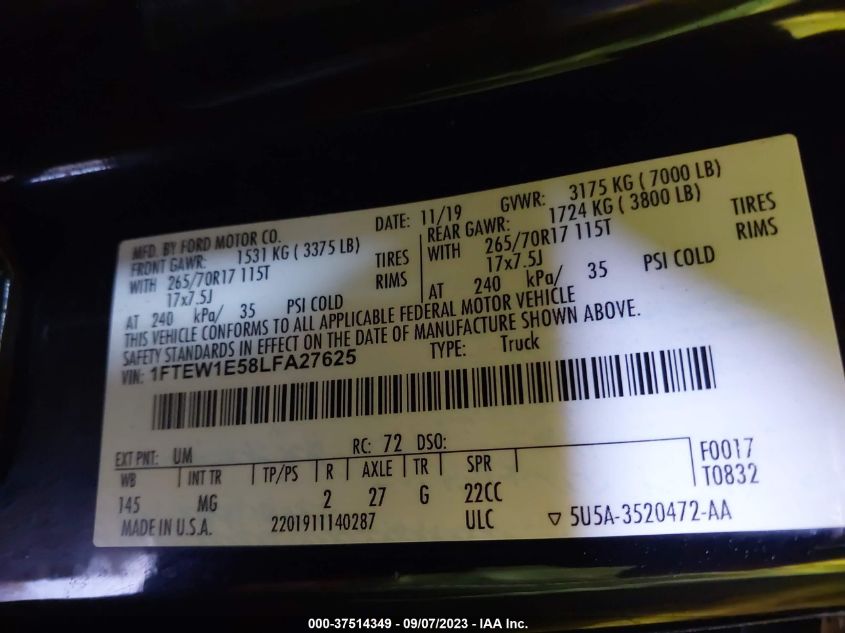 MFD. BY FORD MOTOR CO.
DATE: 11/19 GVWR: 3175 KG ( 7000 LB)
FRONT GAWR: 1531 KG ( 3375 LB)
WITH 265/70R17 115T TIRES
17x7.5J RIMS
AT 240 kPa/ 35 PSI COLD
REAR GAWR: 1724 KG ( 3800 LB)
WITH 265/70R17 115T TIRES
17x7.5J RIMS
AT 240 kPa/ 35 PSI COLD
THIS VEHICLE CONFORMS TO ALL APPLICABLE FEDERAL MOTOR VEHICLE
SAFETY STANDARDS IN EFFECT ON THE DATE OF MANUFACTURE SHOWN ABOVE.
VIN: 1FTEW1E58LFA27625 TYPE: Truck
EXT PNT: UM RC: 72 DSO:
WB INT TR TP/PS R AXLE TR SPR
145 MG 2 27 G 22CC
F0017
T0832
MADE IN U.S.A. 2201911140287 ULC ▽ 5U5A-3520472-AA
000-37514349 - 09/07/2023 - IAA Inc.